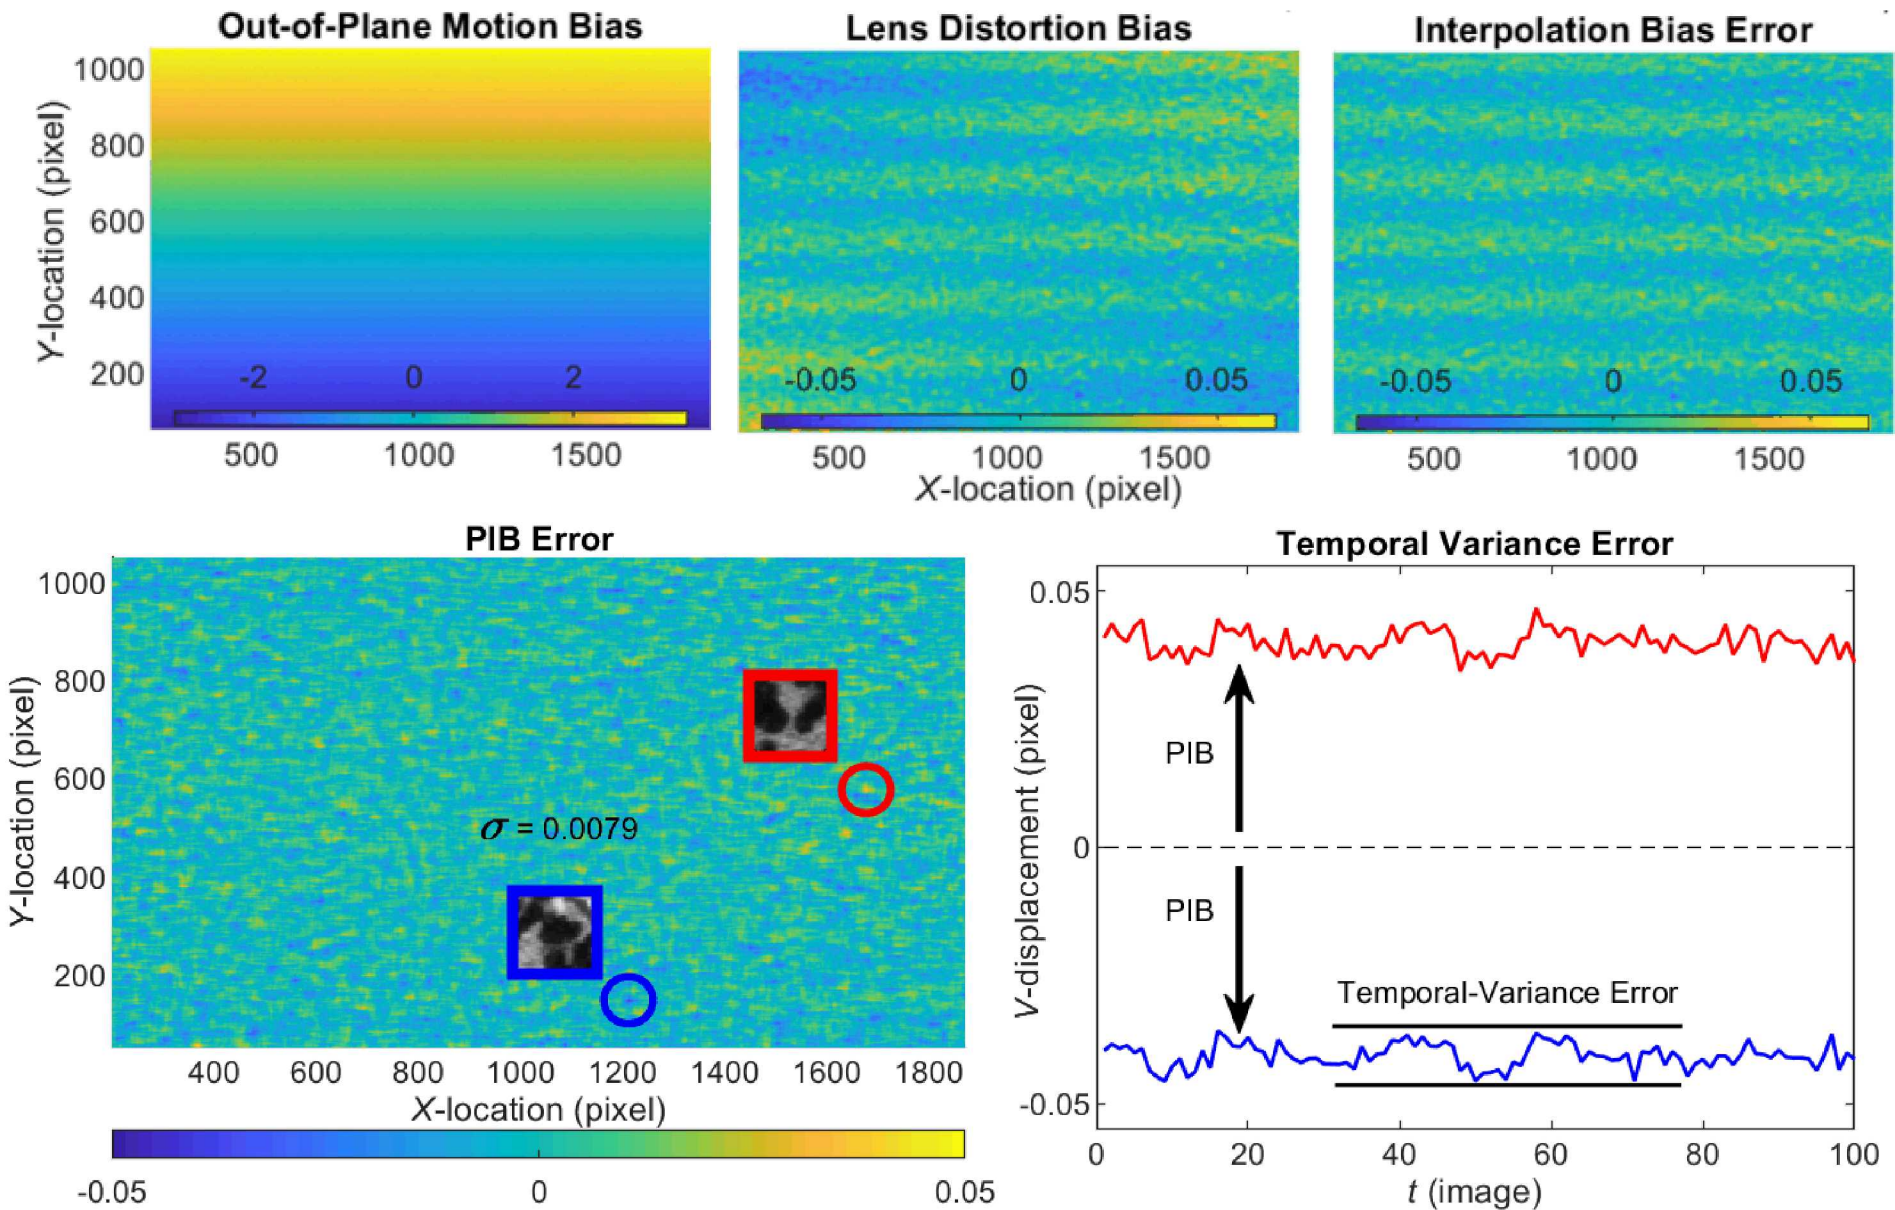 Out-of-Plane Motion Bias
Lens Distortion Bias
Interpolation Bias Error
Y-location (pixel)
1000
800
600
400
200
-2 0 2
500 1000 1500
-0.05 0 0.05
500 1000 1500
-0.05 0 0.05
500 1000 1500
X-location (pixel)
PIB Error
Y-location (pixel)
1000
800
600
400
200
σ = 0.0079
400 600 800 1000 1200 1400 1600 1800
X-location (pixel)
-0.05 0 0.05
Temporal Variance Error
V-displacement (pixel)
0.05
0
-0.05
PIB
PIB
Temporal-Variance Error
0 20 40 60 80 100
t (image)